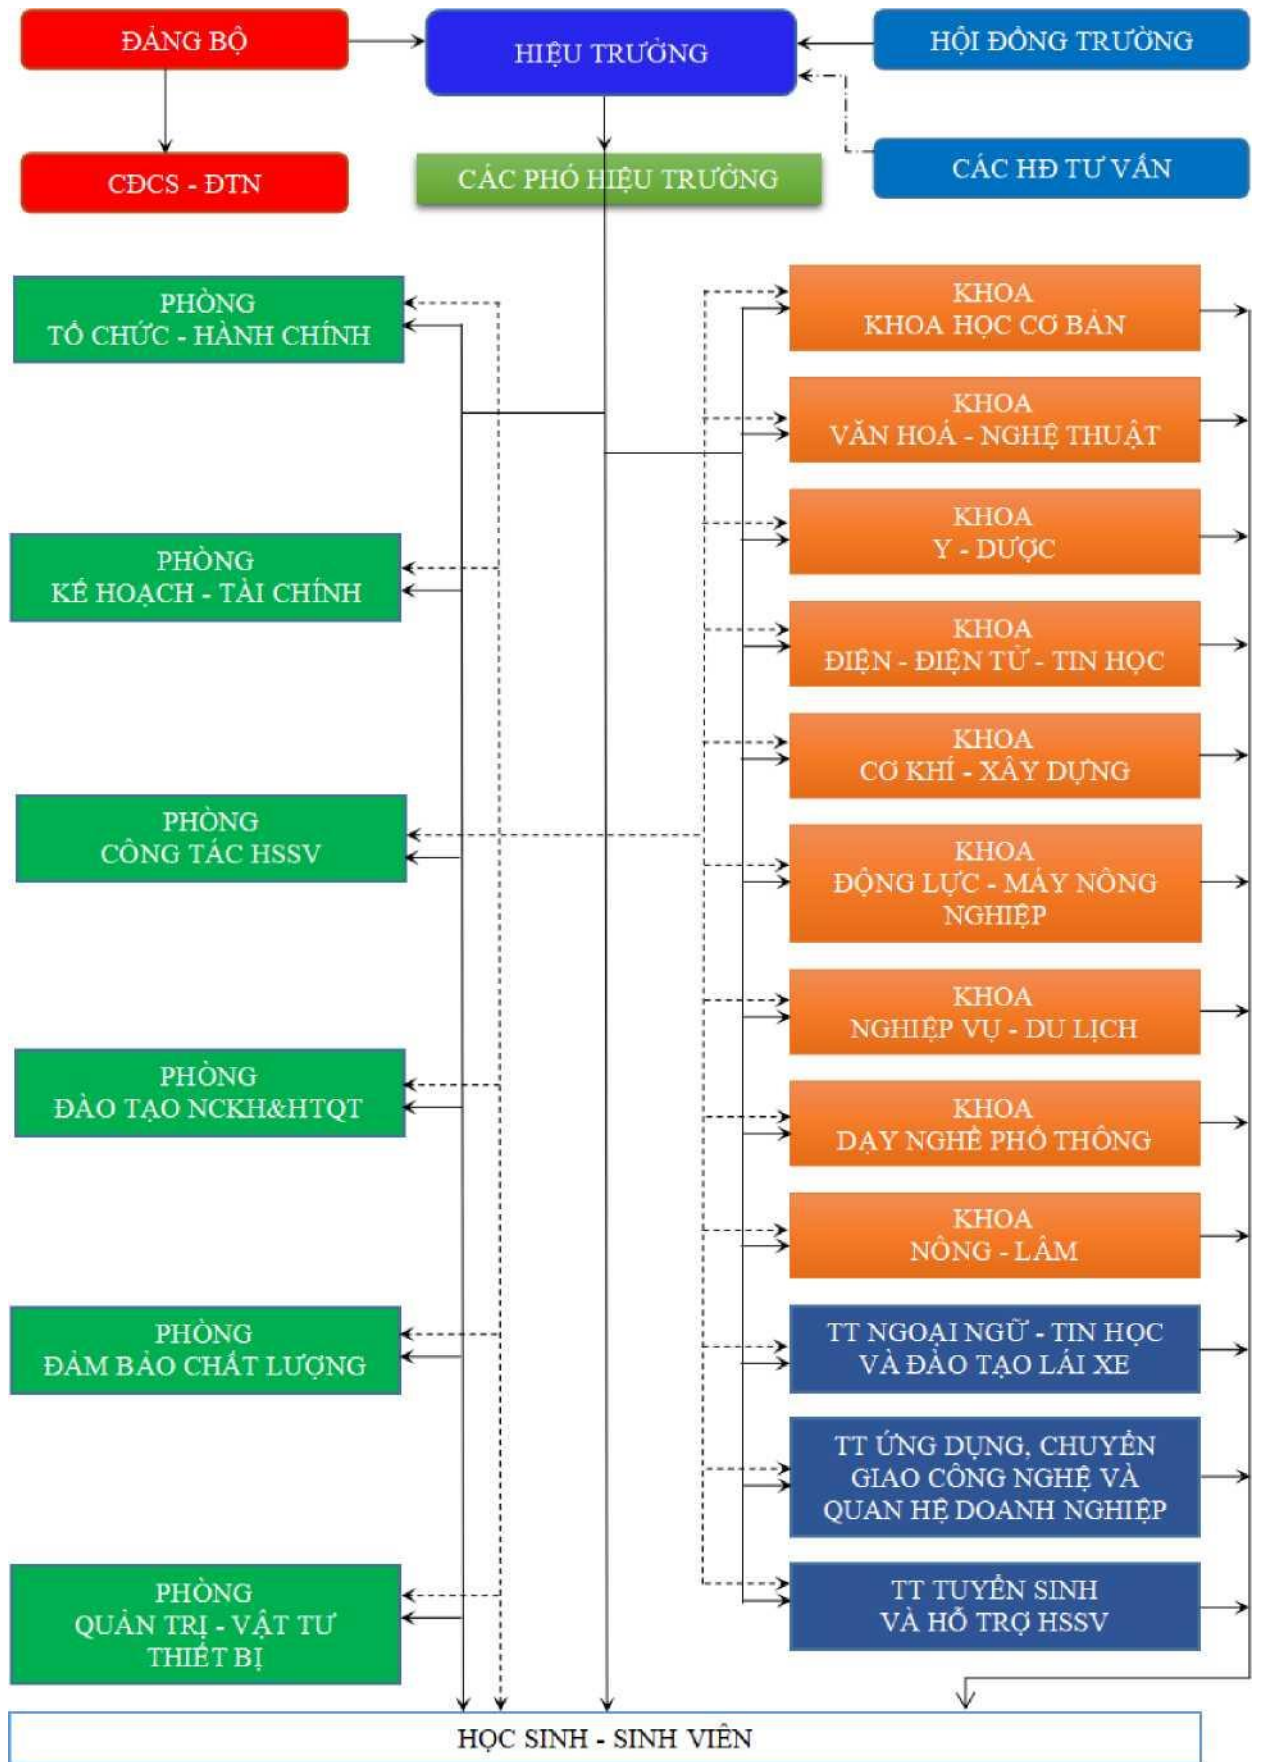 ĐẢNG BỘ
HIỆU TRƯỞNG
HỘI ĐỒNG TRƯỜNG
CĐCS - ĐTN
CÁC PHÓ HIỆU TRƯỞNG
CÁC HĐ TƯ VẤN
PHÒNG
TỔ CHỨC - HÀNH CHÍNH
PHÒNG
KẾ HOẠCH - TÀI CHÍNH
PHÒNG
CÔNG TÁC HSSV
PHÒNG
ĐÀO TẠO NCKH&HTQT
PHÒNG
ĐẢM BẢO CHẤT LƯỢNG
PHÒNG
QUẢN TRỊ - VẬT TƯ
THIẾT BỊ
KHOA
KHOA HỌC CƠ BẢN
KHOA
VĂN HOÁ - NGHỆ THUẬT
KHOA
Y - DƯỢC
KHOA
ĐIỆN - ĐIỆN TỬ - TIN HỌC
KHOA
CƠ KHÍ - XÂY DỰNG
KHOA
ĐỘNG LỰC - MÁY NÔNG
NGHIỆP
KHOA
NGHIỆP VỤ - DU LỊCH
KHOA
DẠY NGHỀ PHỔ THÔNG
KHOA
NÔNG - LÂM
TT NGOẠI NGỮ - TIN HỌC
VÀ ĐÀO TẠO LÁI XE
TT ỨNG DỤNG, CHUYỂN
GIAO CÔNG NGHỆ VÀ
QUAN HỆ DOANH NGHIỆP
TT TUYỂN SINH
VÀ HỖ TRỢ HSSV
HỌC SINH - SINH VIÊN